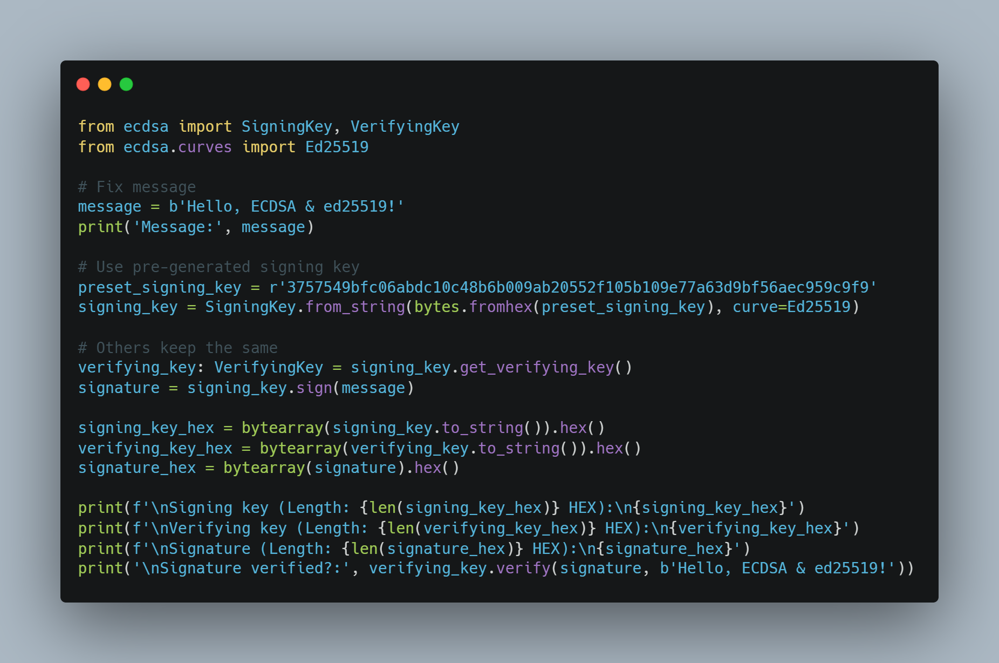 from ecdsa import SigningKey, VerifyingKey
from ecdsa.curves import Ed25519
# Fix message
message = b'Hello, ECDSA & ed25519!'
print('Message:', message)
# Use pre-generated signing key
preset_signing_key = r'3757549bfc06abdc10c48b6b009ab20552f105b109e77a63d9bf56aec959c9f9'
signing_key = SigningKey.from_string(bytes.fromhex(preset_signing_key), curve=Ed25519)
# Others keep the same
verifying_key: VerifyingKey = signing_key.get_verifying_key()
signature = signing_key.sign(message)
signing_key_hex = bytearray(signing_key.to_string()).hex()
verifying_key_hex = bytearray(verifying_key.to_string()).hex()
signature_hex = bytearray(signature).hex()
print(f'\nSigning key (Length: {len(signing_key_hex)} HEX):\n{signing_key_hex}')
print(f'\nVerifying key (Length: {len(verifying_key_hex)} HEX):\n{verifying_key_hex}')
print(f'\nSignature (Length: {len(signature_hex)} HEX):\n{signature_hex}')
print('\nSignature verified?:', verifying_key.verify(signature, b'Hello, ECDSA & ed25519!'))